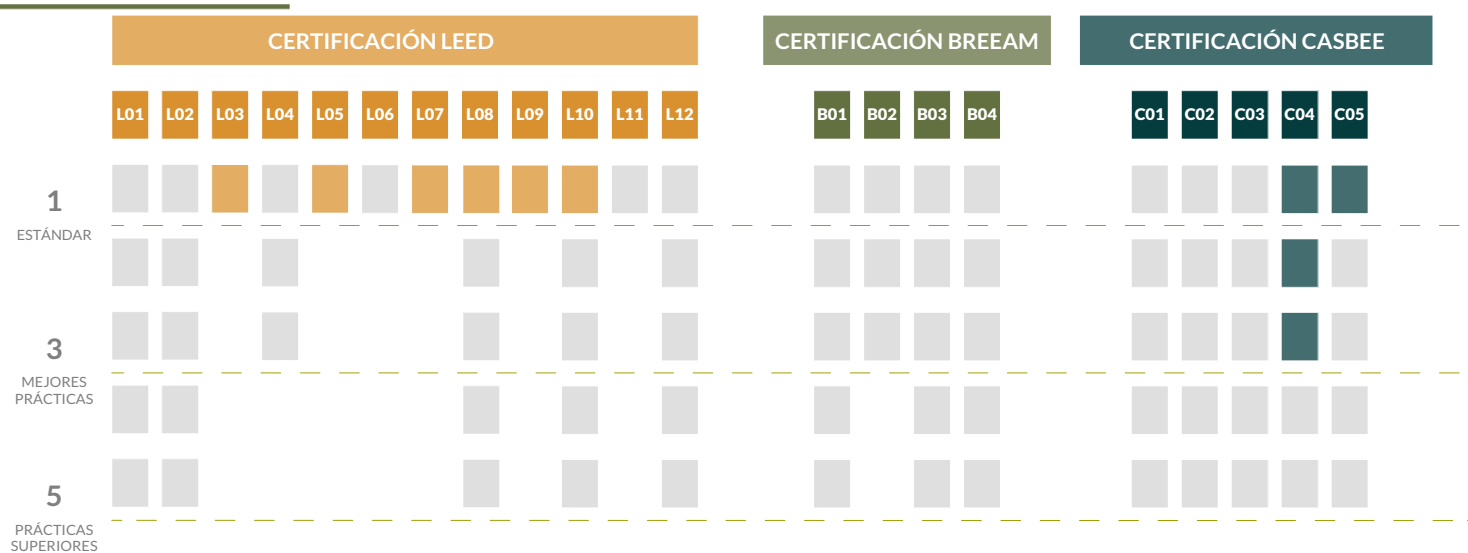 CERTIFICACIÓN LEED CERTIFICACIÓN BREEAM CERTIFICACIÓN CASBEE
L01 L02 L03 L04 L05 L06 L07 L08 L09 L10 L11 L12 B01 B02 B03 B04 C01 C02 C03 C04 C05
1
ESTÁNDAR
3
MEJORES
PRÁCTICAS
5
PRÁCTICAS
SUPERIORES